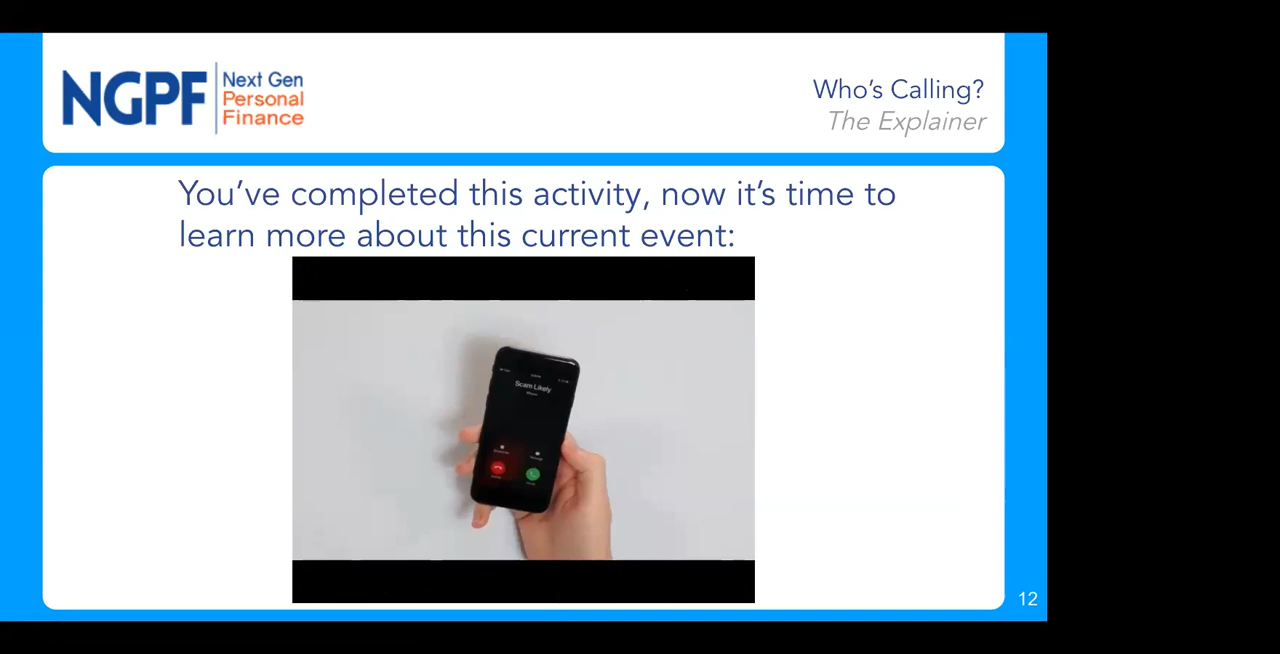 NGPF
Next Gen
Personal
Finance
Who's Calling?
The Explainer
You've completed this activity, now it's time to
learn more about this current event:
Scam Likely
12